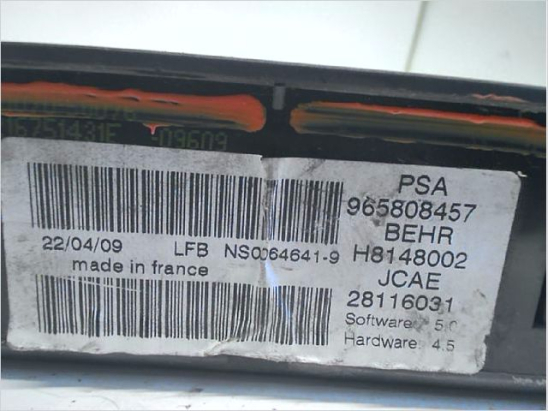 16751431F -09609
PSA
965808457
BEHR
22/04/09 LFB NS0064641-9 H8148002
made in france JCAE
28116031
Software: 5.0
Hardware: 4.5